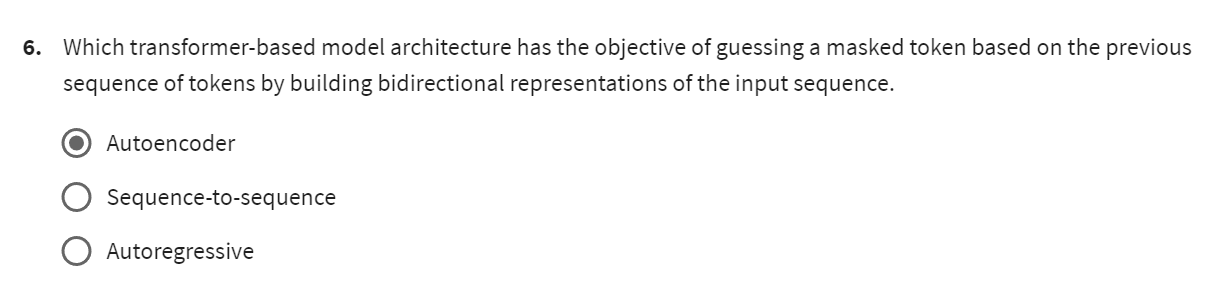 6. Which transformer-based model architecture has the objective of guessing a masked token based on the previous
sequence of tokens by building bidirectional representations of the input sequence.
Autoencoder
Sequence-to-sequence
Autoregressive